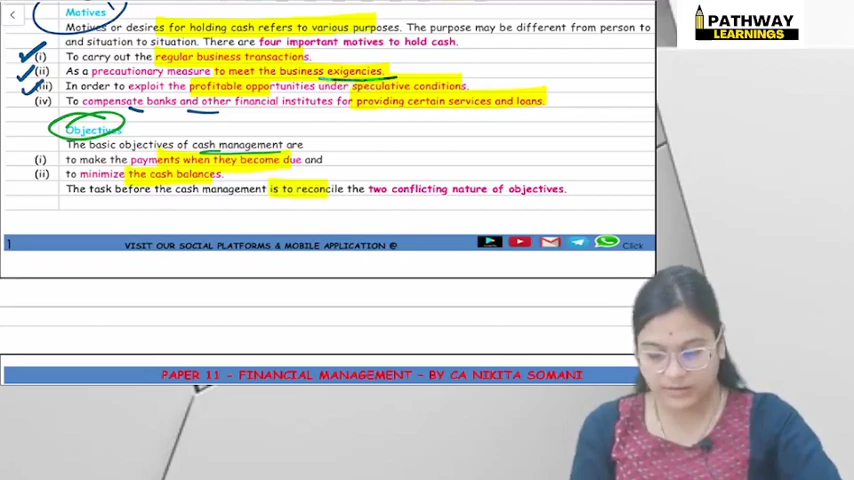 Motives
PATHWAY
LEARNINGS
Motives or desires for holding cash refers to various purposes. The purpose may be different from person to
and situation to situation. There are four important motives to hold cash.
(i) To carry out the regular business transactions.
(ii) As a precautionary measure to meet the business exigencies.
(iii) In order to exploit the profitable opportunities under speculative conditions.
(iv) To compensate banks and other financial institutes for providing certain services and loans.
Objectives
The basic objectives of cash management are
(i) to make the payments when they become due and
(ii) to minimize the cash balances.
The task before the cash management is to reconcile the two conflicting nature of objectives.
1 VISIT OUR SOCIAL PLATFORMS & MOBILE APPLICATION @ Click
PAPER 11 - FINANCIAL MANAGEMENT - BY CA NIKITA SOMANI